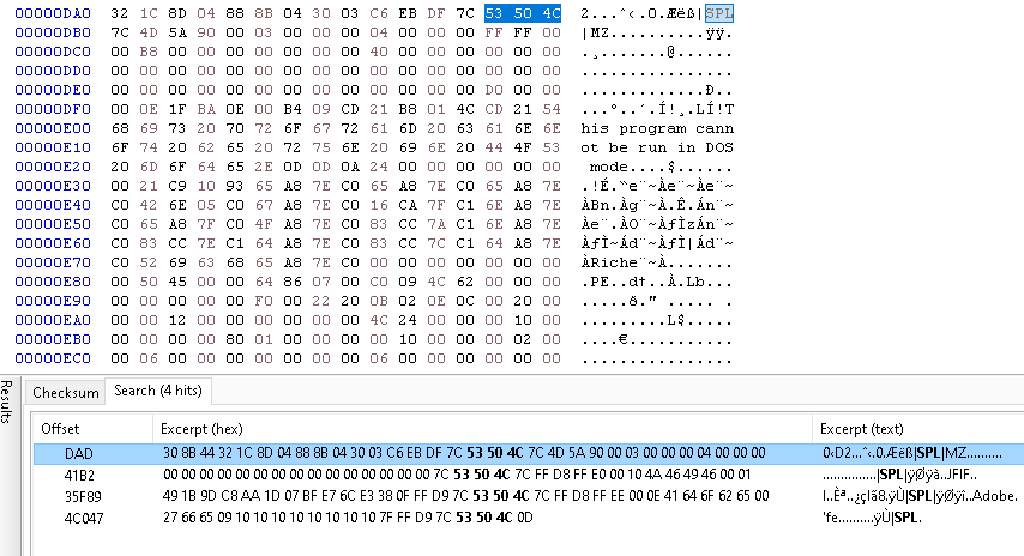 00000DA0 32 1C 8D 04 88 8B 04 30 03 C6 EB DF 7C 53 50 4C 2...ˆ‹.0.Æëß|SPL
00000DB0 7C 4D 5A 90 00 03 00 00 00 04 00 00 00 FF FF 00 |MZ..........ÿÿ.
00000DC0 00 B8 00 00 00 00 00 00 00 40 00 00 00 00 00 00 .¸.......@......
00000DD0 00 00 00 00 00 00 00 00 00 00 00 00 00 00 00 00 ................
00000DE0 00 00 00 00 00 00 00 00 00 00 00 00 D0 00 00 00 ............Ð...
00000DF0 00 0E 1F BA 0E 00 B4 09 CD 21 B8 01 4C CD 21 54 ...º..´.Í!¸.LÍ!T
00000E00 68 69 73 20 70 72 6F 67 72 61 6D 20 63 61 6E 6E his program cann
00000E10 6F 74 20 62 65 20 72 75 6E 20 69 6E 20 44 4F 53 ot be run in DOS
00000E20 20 6D 6F 64 65 2E 0D 0D 0A 24 00 00 00 00 00 00 mode....$......
00000E30 00 21 C9 10 93 65 A8 7E C0 65 A8 7E C0 65 A8 7E .!É.“e¨~Àe¨~Àe¨~
00000E40 C0 42 6E 05 C0 67 A8 7E C0 16 CA 7F C1 6E A8 7E ÀBn.Àg¨~À.Ê.Án¨~
00000E50 C0 65 A8 7F C0 4F A8 7E C0 83 CC 7A C1 6E A8 7E Àe¨.ÀO¨~ÀƒÌzÁn¨~
00000E60 C0 83 CC 7E C1 64 A8 7E C0 83 CC 7C C1 64 A8 7E ÀƒÌ~Ád¨~ÀƒÌ|Ád¨~
00000E70 C0 52 69 63 68 65 A8 7E C0 00 00 00 00 00 00 00 ÀRiche¨~À.......
00000E80 00 50 45 00 00 64 86 07 00 C0 09 4C 62 00 00 00 .PE..d†..À.Lb...
00000E90 00 00 00 00 00 F0 00 22 20 0B 02 0E 0C 00 20 00 .....ð." ..... .
00000EA0 00 00 12 00 00 00 00 00 00 4C 24 00 00 00 10 00 .........L$.....
00000EB0 00 00 00 00 80 01 00 00 00 00 10 00 00 00 02 00 ....€...........
00000EC0 00 06 00 00 00 00 00 00 00 06 00 00 00 00 00 00 ................
Results
Checksum Search (4 hits)
Offset Excerpt (hex) Excerpt (text)
DAD 30 8B 44 32 1C 8D 04 88 8B 04 30 03 C6 EB DF 7C 53 50 4C 7C 4D 5A 90 00 03 00 00 00 04 00 00 00 0‹D2...ˆ‹.0.Æëß|SPL|MZ.........
41B2 00 00 00 00 00 00 00 00 00 00 00 00 00 00 00 7C 53 50 4C 7C FF D8 FF E0 00 10 4A 46 49 46 00 01 ...............|SPL|ÿØÿà..JFIF..
35F89 49 1B 9D C8 AA 1D 07 BF E7 6C E3 38 0F FF D9 7C 53 50 4C 7C FF D8 FF EE 00 0E 41 64 6F 62 65 00 I..Èª..¿çlã8.ÿÙ|SPL|ÿØÿî..Adobe.
4C047 27 66 65 09 10 10 10 10 10 10 10 10 7F FF D9 7C 53 50 4C 0D 'fe..........ÿÙ|SPL.